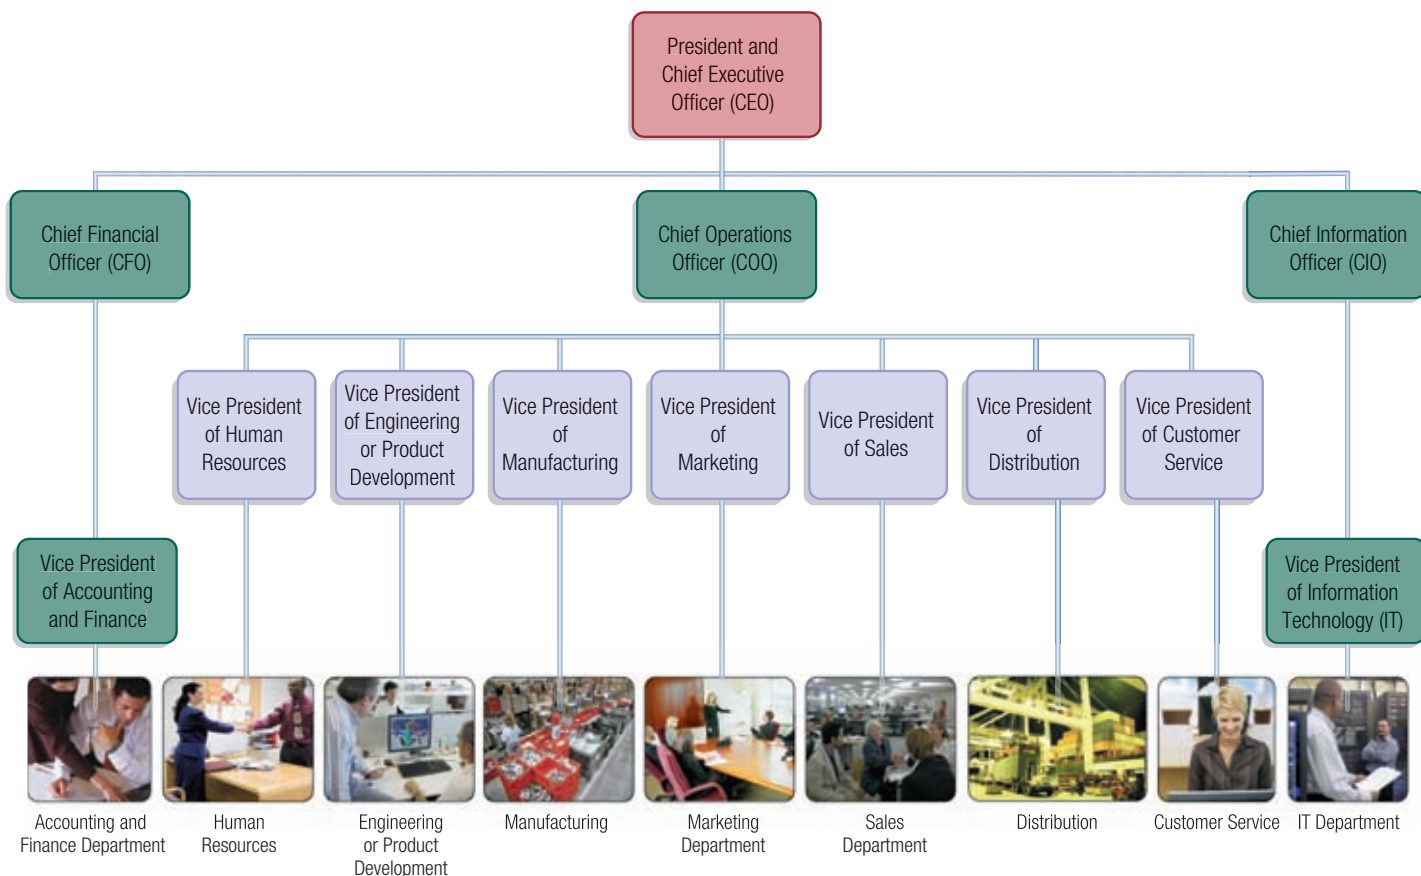 President and
Chief Executive
Officer (CEO)
Chief Financial
Officer (CFO)
Chief Operations
Officer (COO)
Chief Information
Officer (CIO)
Vice President
of Human
Resources
Vice President
of Engineering
or Product
Development
Vice President
of
Manufacturing
Vice President
of
Marketing
Vice President
of Sales
Vice President
of
Distribution
Vice President
of Customer
Service
Vice President
of Accounting
and Finance
Vice President
of Information
Technology (IT)
Accounting and
Finance Department
Human
Resources
Engineering
or Product
Development
Manufacturing
Marketing
Department
Sales
Department
Distribution
Customer Service
IT Department